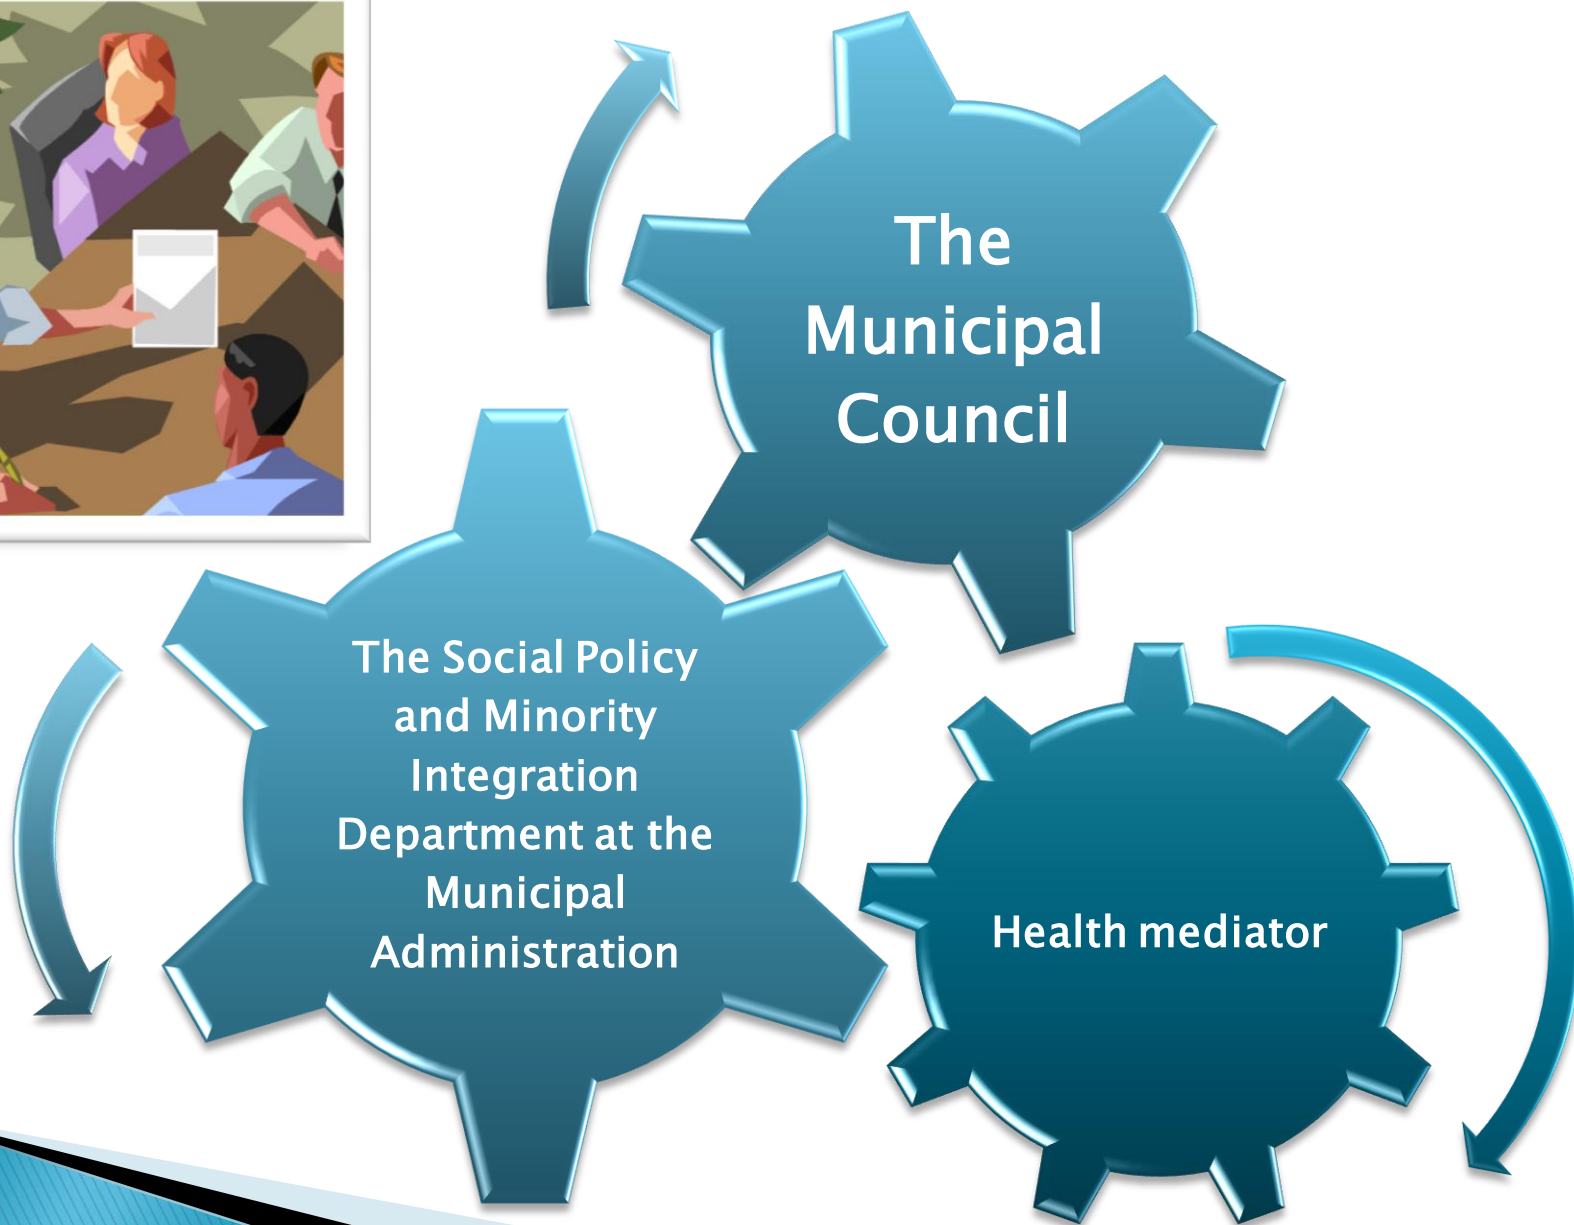 The
Municipal
Council
The Social Policy
and Minority
Integration
Department at the
Municipal
Administration
Health mediator